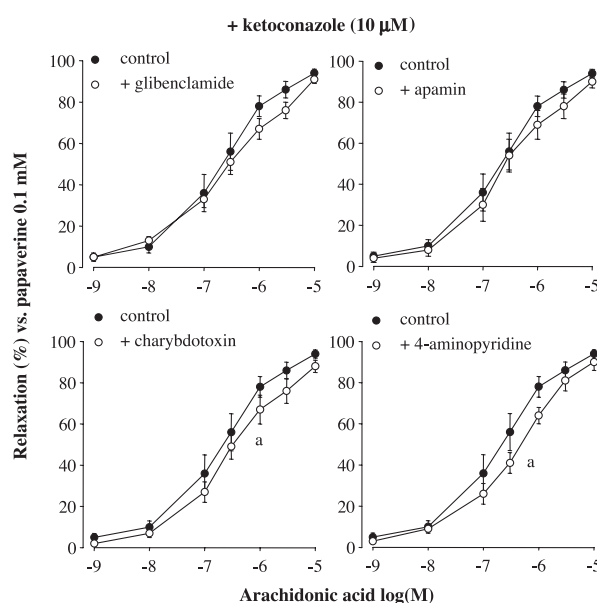 + ketoconazole (10 µM)
control
+ glibenclamide
control
+ apamin
100
80
60
40
20
0
-9 -8 -7 -6 -5
100
80
60
40
20
0
-9 -8 -7 -6 -5
control
+ charybdotoxin
a
control
+ 4-aminopyridine
a
100
80
60
40
20
0
-9 -8 -7 -6 -5
100
80
60
40
20
0
-9 -8 -7 -6 -5
Relaxation (%) vs. papaverine 0.1 mM
Arachidonic acid log(M)